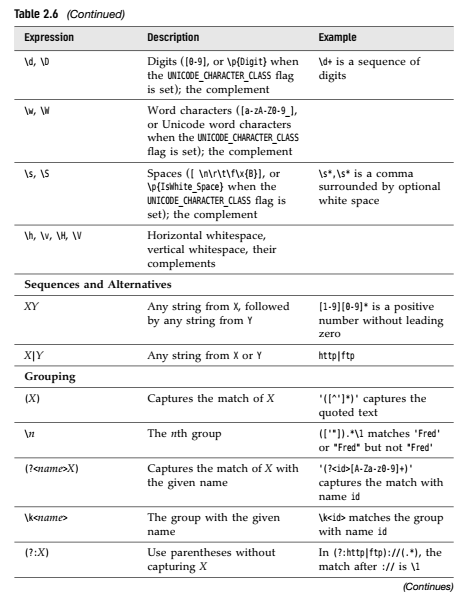 Table 2.6 (Continued)
Expression Description Example
\d, \D Digits ([0-9], or \p{Digit} when \d+ is a sequence of
the UNICODE_CHARACTER_CLASS flag digits
is set); the complement
\w, \W Word characters ([a-zA-Z0-9_],
or Unicode word characters
when the UNICODE_CHARACTER_CLASS
flag is set); the complement
\s, \S Spaces ([ \n\r\t\f\x{B}], or \s*,\s* is a comma
\p{IsWhite_Space} when the surrounded by optional
UNICODE_CHARACTER_CLASS flag is white space
set); the complement
\h, \v, \H, \V Horizontal whitespace,
vertical whitespace, their
complements
Sequences and Alternatives
XY Any string from X, followed [1-9][0-9]* is a positive
by any string from Y number without leading
zero
X|Y Any string from X or Y http|ftp
Grouping
(X) Captures the match of X '([^']*)' captures the
quoted text
\n The nth group (['"]).*\1 matches 'Fred'
or "Fred" but not "Fred'
(?<name>X) Captures the match of X with '(?<id>[A-Za-z0-9]+)'
the given name captures the match with
name id
\k<name> The group with the given \k<id> matches the group
name with name id
(?:X) Use parentheses without In (?:http|ftp)://(.*), the
capturing X match after :// is \1
(Continues)